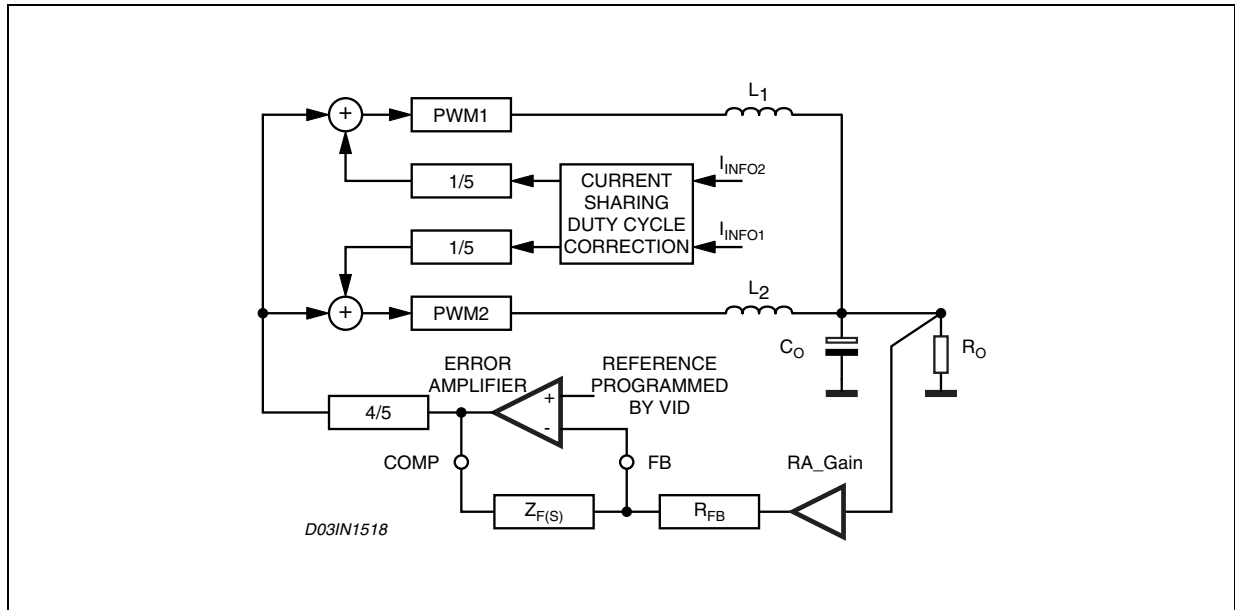 L1
+
PWM1
1/5
CURRENT
SHARING
DUTY CYCLE
CORRECTION
IINFO2
1/5
IINFO1
L2
+
PWM2
CO
RO
ERROR
AMPLIFIER
REFERENCE
PROGRAMMED
BY VID
+
-
4/5
COMP
FB
RA_Gain
ZF(S)
RFB
D03IN1518